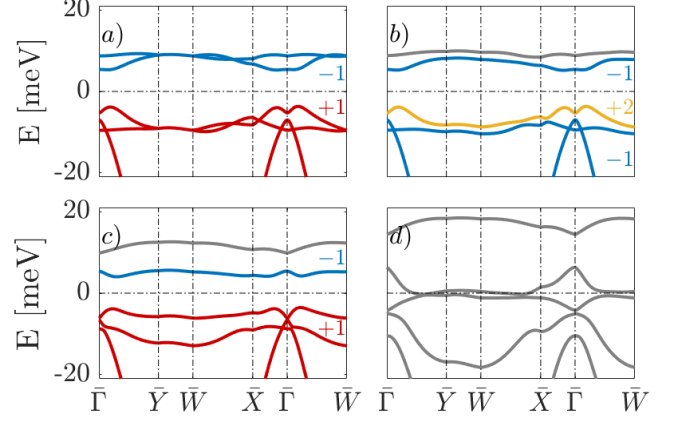 20
a)
b)
−1
−1
0
+1
+2
−1
-20
E [meV]
20
c)
d)
−1
0
+1
-20
E [meV]
Γ̄ Ȳ W̄ X̄ Γ̄ W̄ Γ̄ Ȳ W̄ X̄ Γ̄ W̄